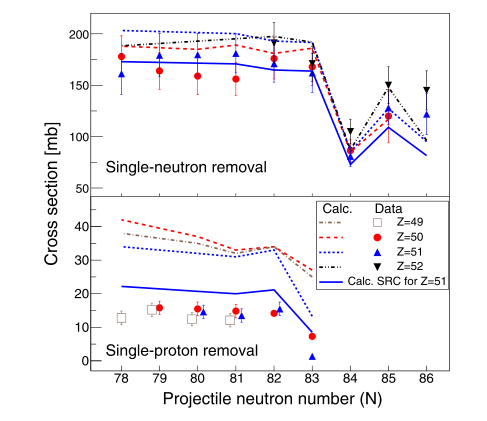 Cross section [mb]
200
150
100
50
Single-neutron removal
40
30
20
10
0
Calc. Data
Z=49
Z=50
Z=51
Z=52
Calc. SRC for Z=51
Single-proton removal
78 79 80 81 82 83 84 85 86
Projectile neutron number (N)